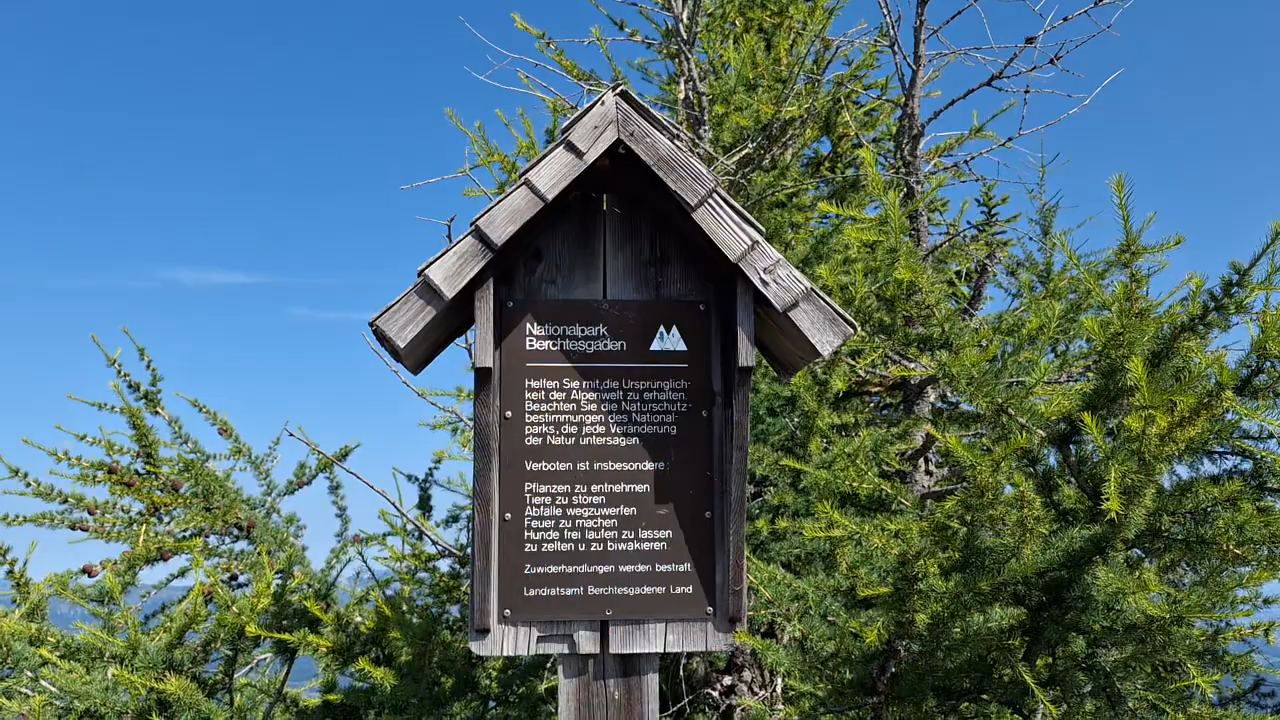 Nationalpark
Berchtesgaden
Helfen Sie mit, die Ursprünglich-
keit der Alpenwelt zu erhalten.
Beachten Sie die Naturschutz-
bestimmungen des National-
parks, die jede Veränderung
der Natur untersagen.
Verboten ist insbesondere:
Pflanzen zu entnehmen
Tiere zu stören
Abfälle wegzuwerfen
Feuer zu machen
Hunde frei laufen zu lassen
zu zelten u. zu biwakieren.
Zuwiderhandlungen werden bestraft.
Landratsamt Berchtesgadener Land